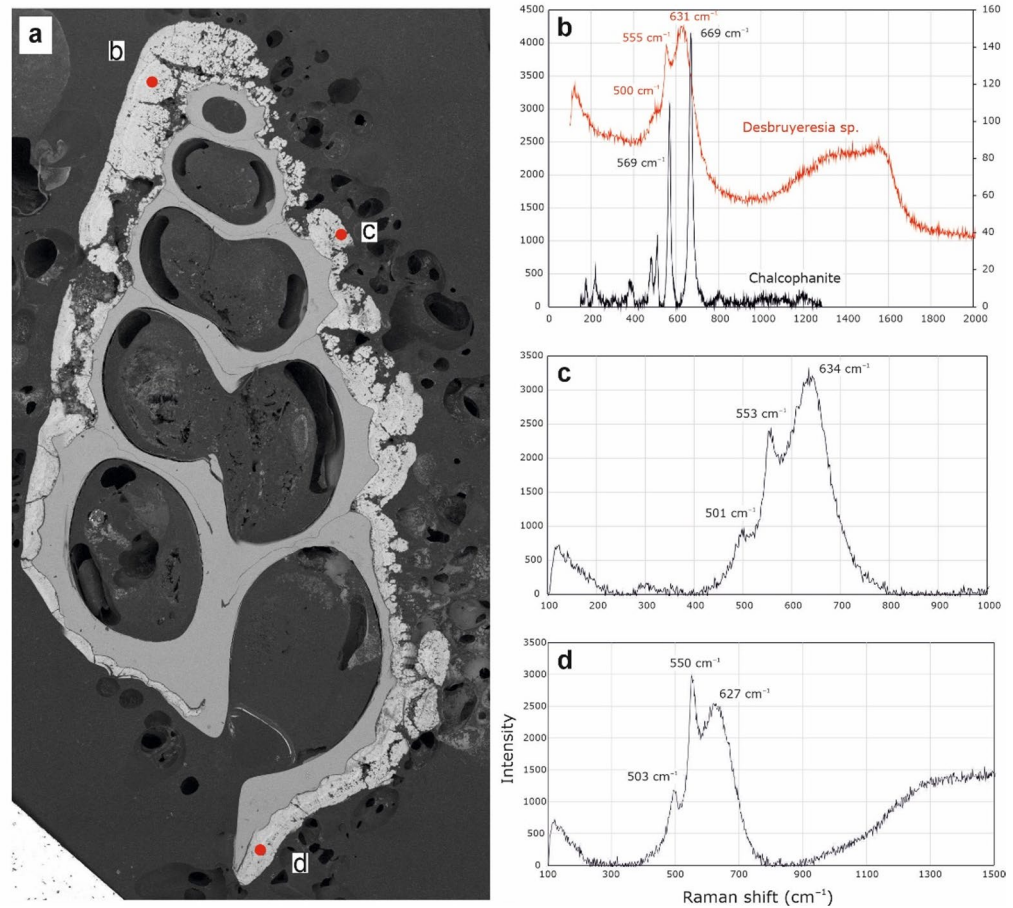 a
b
c
d
b
4500
4000
3500
3000
2500
2000
1500
1000
500
0
160
140
120
100
80
60
40
20
0
631 cm⁻¹
555 cm⁻¹
669 cm⁻¹
500 cm⁻¹
Desbruyeresia sp.
569 cm⁻¹
Chalcophanite
0 200 400 600 800 1000 1200 1400 1600 1800 2000
c
3500
3000
2500
2000
1500
1000
500
0
634 cm⁻¹
553 cm⁻¹
501 cm⁻¹
100 200 300 400 500 600 700 800 900 1000
d
3500
3000
2500
2000
1500
1000
500
0
550 cm⁻¹
627 cm⁻¹
503 cm⁻¹
Intensity
100 300 500 700 900 1100 1300 1500
Raman shift (cm⁻¹)